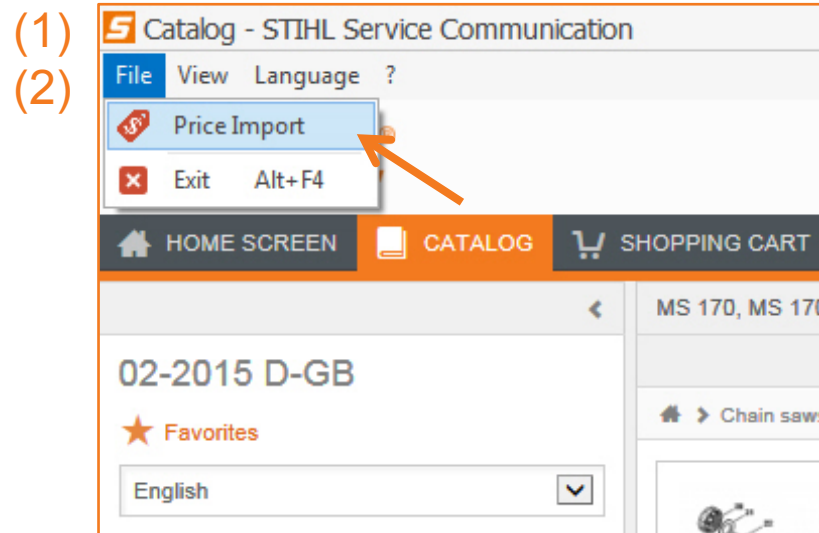 (1)
Catalog - STIHL Service Communication
(2)
File View Language ?
Price Import
Exit Alt+F4
HOME SCREEN CATALOG SHOPPING CART
MS 170, MS 170
02-2015 D-GB
Chain saws
Favorites
English